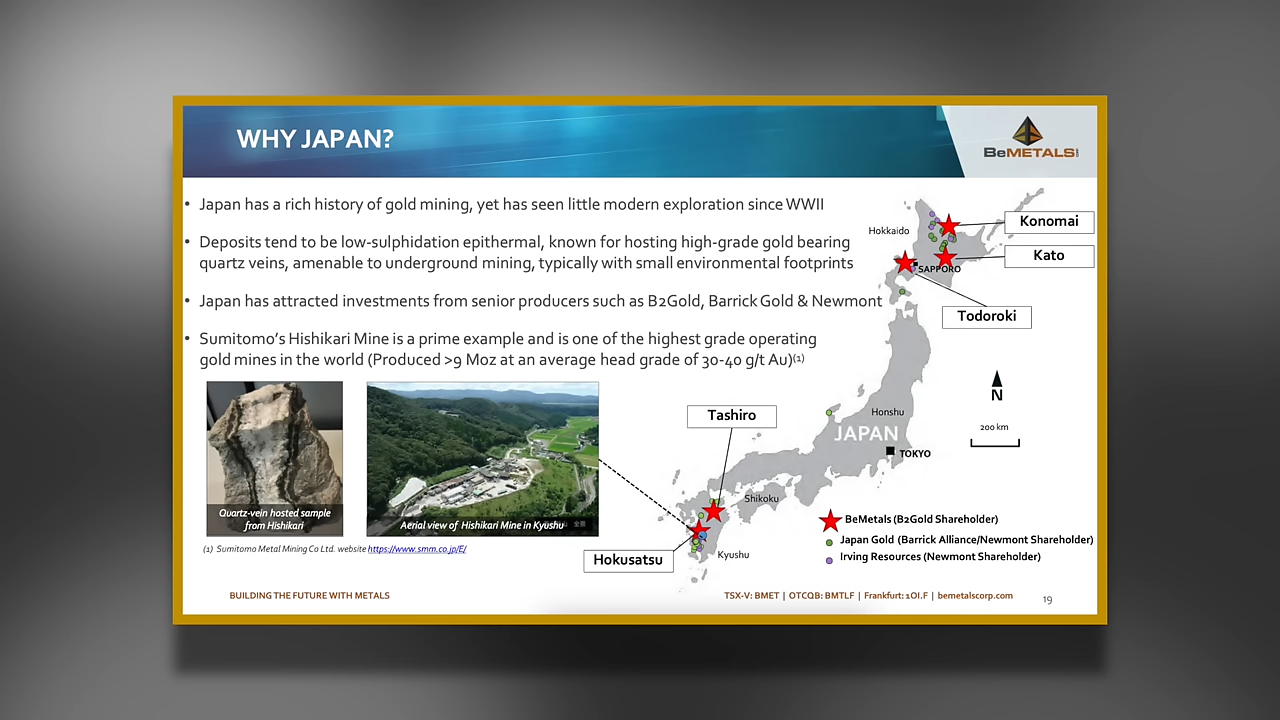 WHY JAPAN?
BeMETALS
• Japan has a rich history of gold mining, yet has seen little modern exploration since WWII
• Deposits tend to be low-sulphidation epithermal, known for hosting high-grade gold bearing
quartz veins, amenable to underground mining, typically with small environmental footprints
• Japan has attracted investments from senior producers such as B2Gold, Barrick Gold & Newmont
• Sumitomo's Hishikari Mine is a prime example and is one of the highest grade operating
gold mines in the world (Produced >9 Moz at an average head grade of 30-40 g/t Au)(1)
Hokkaido
Konomai
Kato
SAPPORO
Todoroki
N
200 km
Honshu
JAPAN
TOKYO
Tashiro
Shikoku
Hokusatsu
Kyushu
Quartz-vein hosted sample
from Hishikari
Aerial view of Hishikari Mine in Kyushu
BeMetals (B2Gold Shareholder)
Japan Gold (Barrick Alliance/Newmont Shareholder)
Irving Resources (Newmont Shareholder)
(1) Sumitomo Metal Mining Co Ltd. website https://www.smm.co.jp/E/
BUILDING THE FUTURE WITH METALS
TSX-V: BMET | OTCQB: BMTLF | Frankfurt: 1OI.F | bemetalscorp.com
19